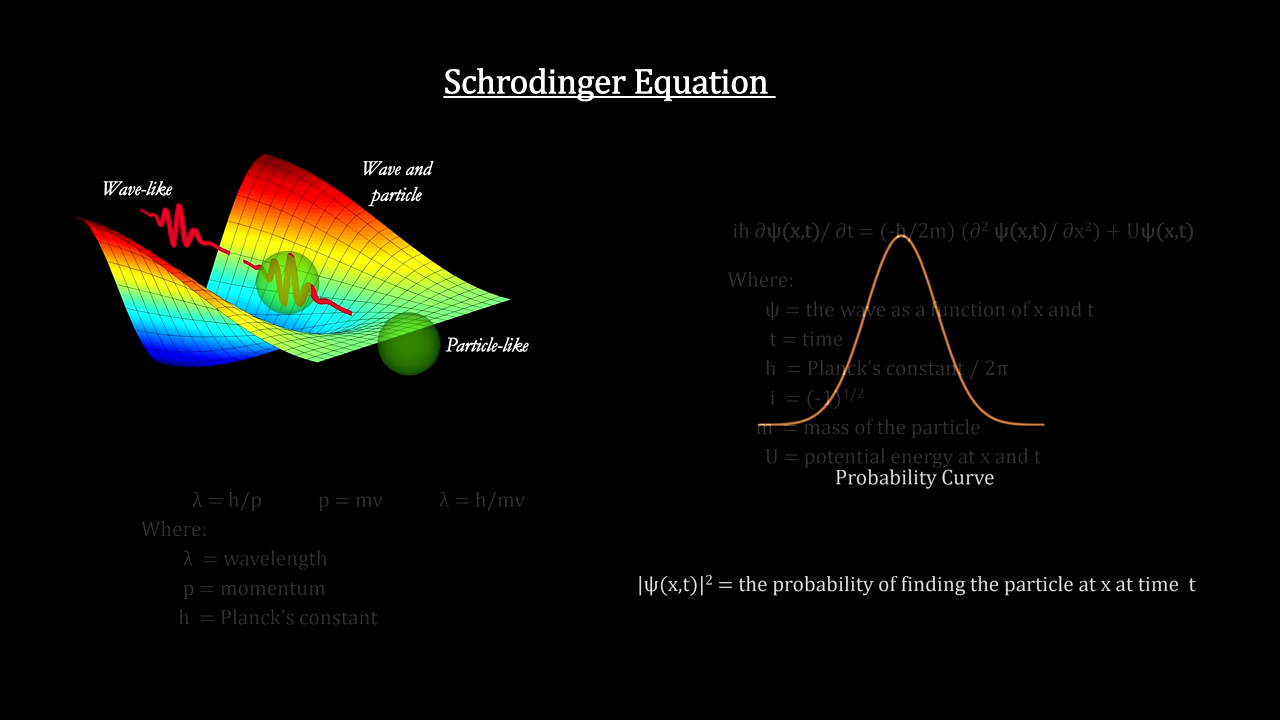 Schrodinger Equation
Wave-like
Wave and
particle
Particle-like
iħ ∂ψ(x,t)/ ∂t = (-ħ/2m) (∂² ψ(x,t)/ ∂x²) + Uψ(x,t)
Where:
ψ = the wave as a function of x and t
t = time
ħ = Planck's constant / 2π
i = (-1)^1/2
m = mass of the particle
U = potential energy at x and t
Probability Curve
λ = h/p p = mv λ = h/mv
Where:
λ = wavelength
p = momentum
h = Planck's constant
|ψ(x,t)|² = the probability of finding the particle at x at time t